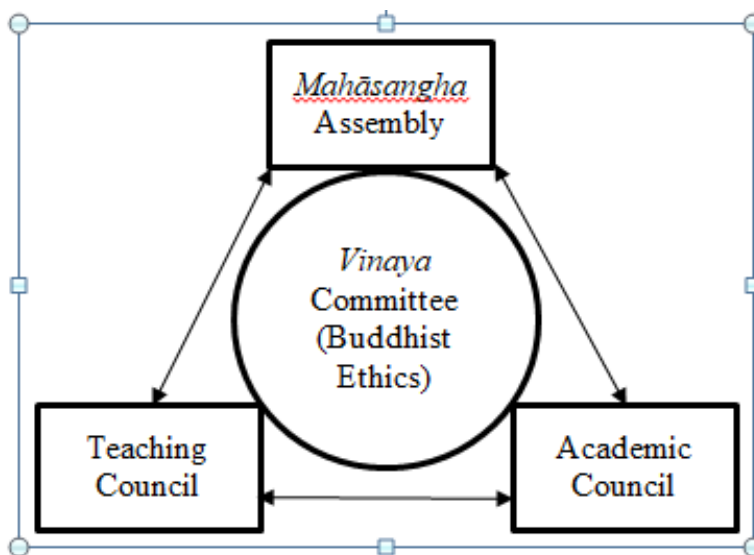 Mahāsangha
Assembly
Vinaya
Committee
(Buddhist
Ethics)
Teaching
Council
Academic
Council